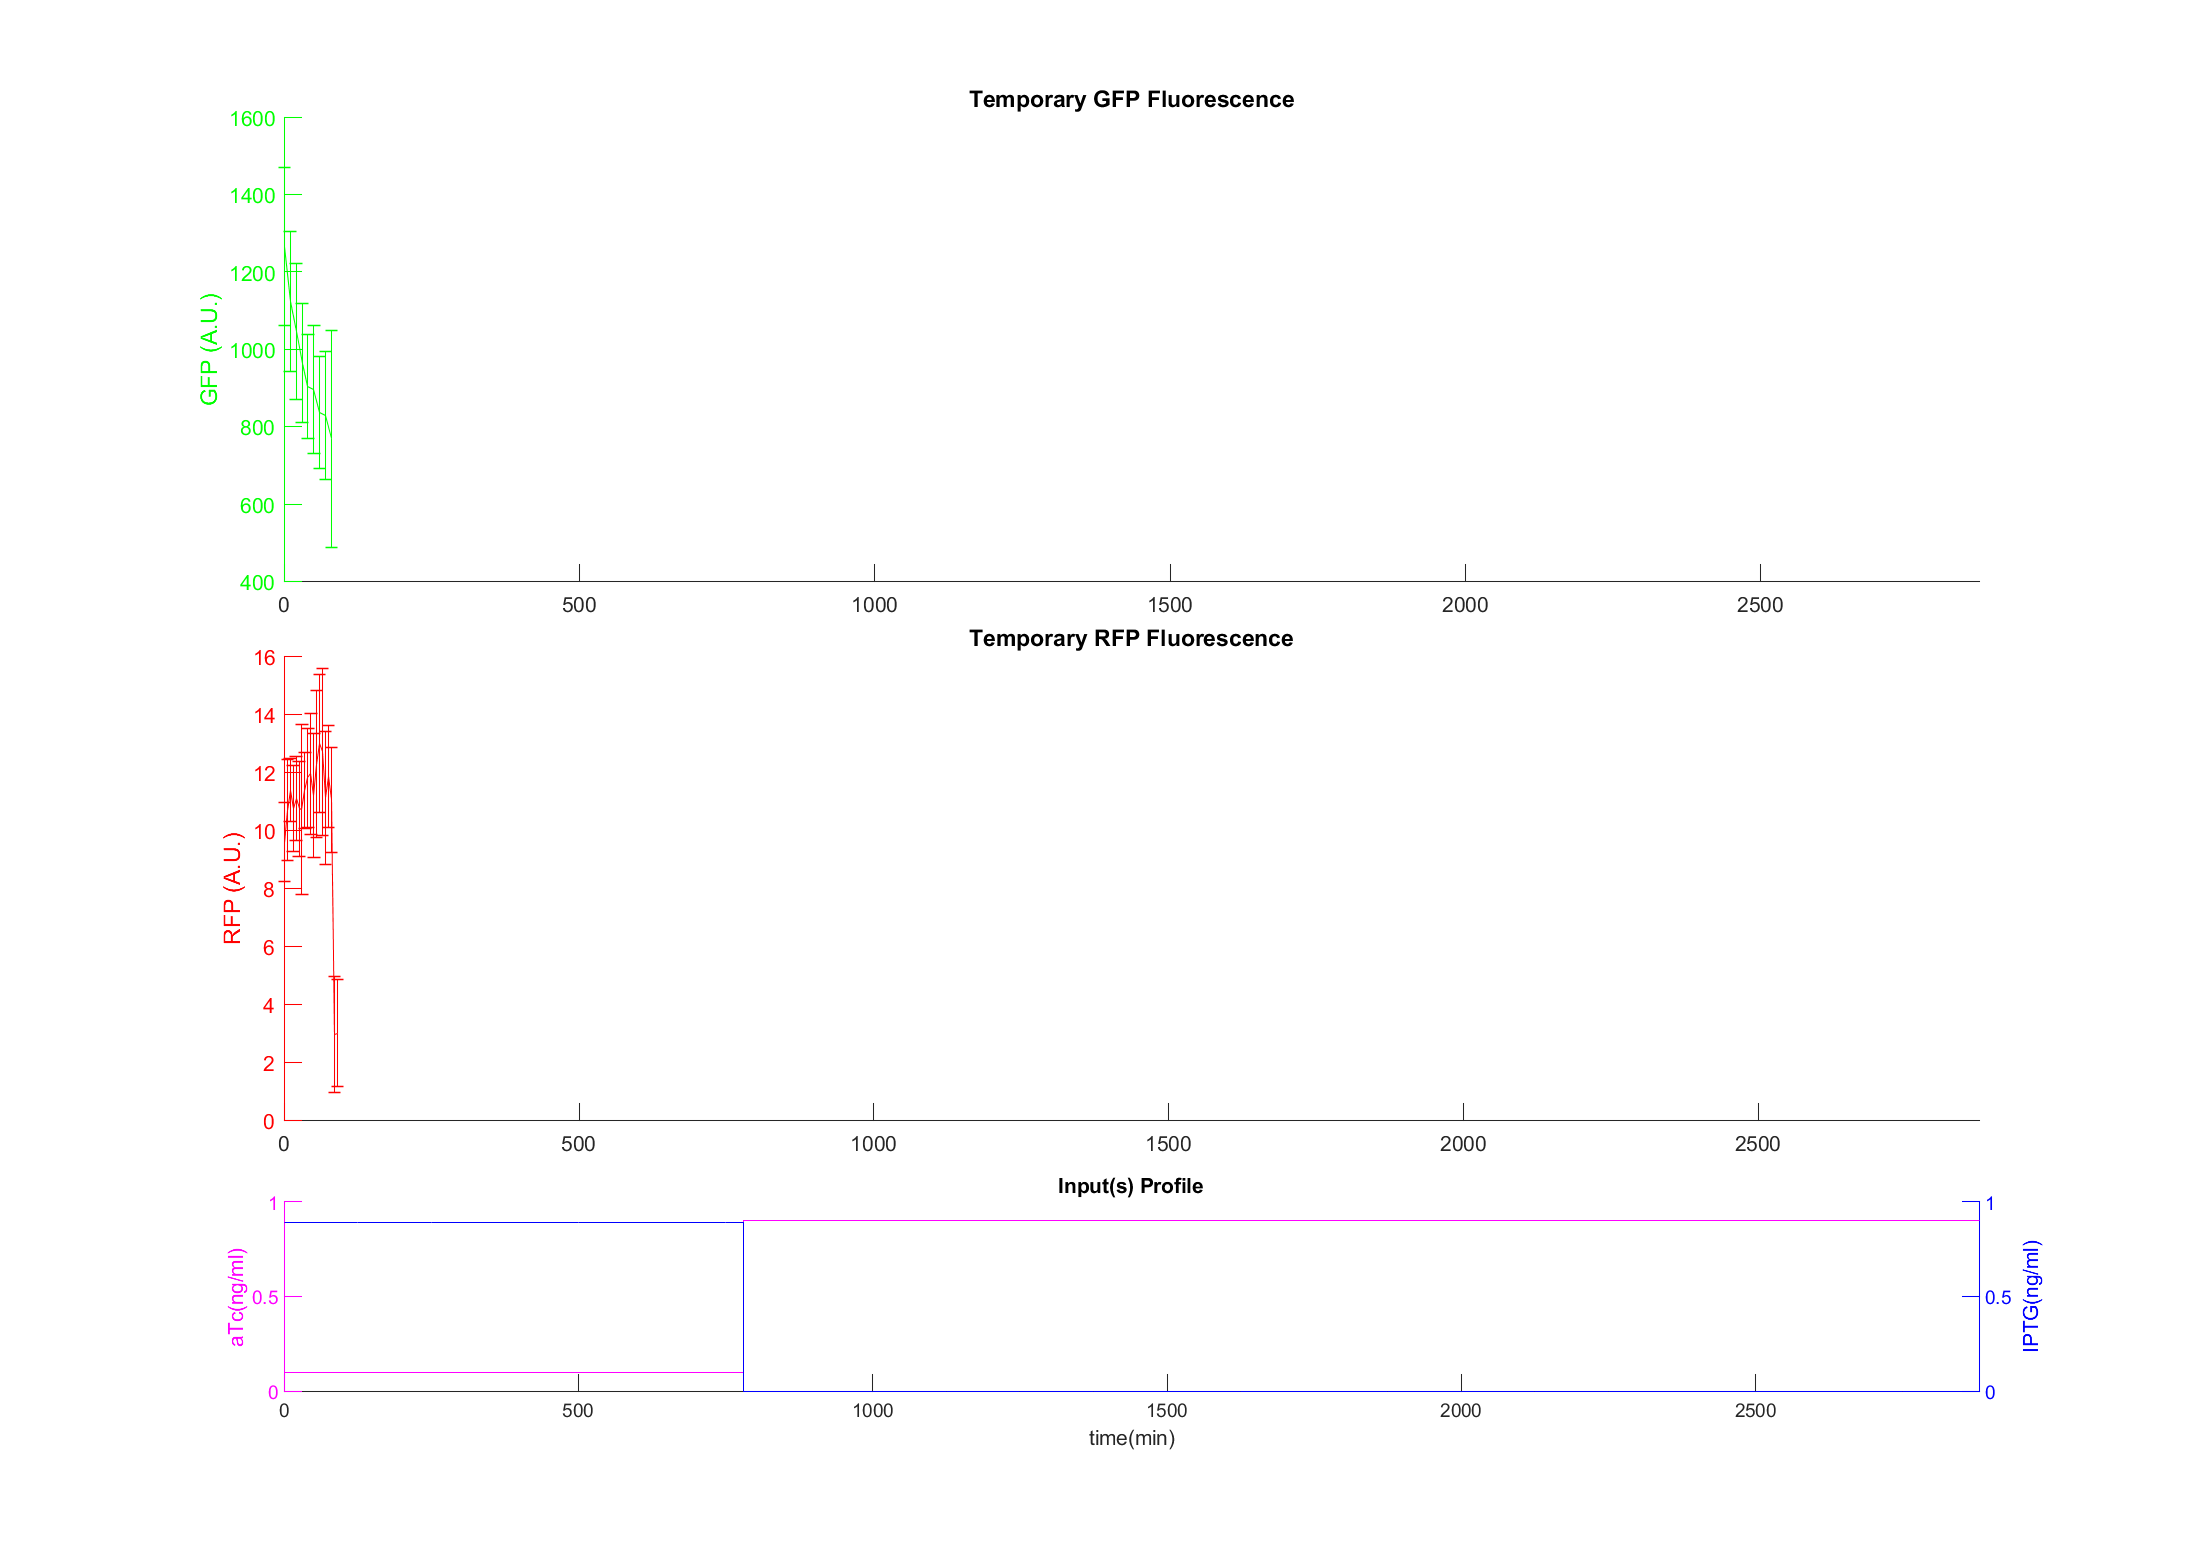 Temporary GFP Fluorescence
1600
1400
1200
1000
800
600
400
GFP (A.U.)
0 500 1000 1500 2000 2500
Temporary RFP Fluorescence
16
14
12
10
8
6
4
2
0
RFP (A.U.)
0 500 1000 1500 2000 2500
Input(s) Profile
1
0.5
0
aTc(ng/ml)
1
0.5
0
IPTG(ng/ml)
0 500 1000 1500 2000 2500
time(min)